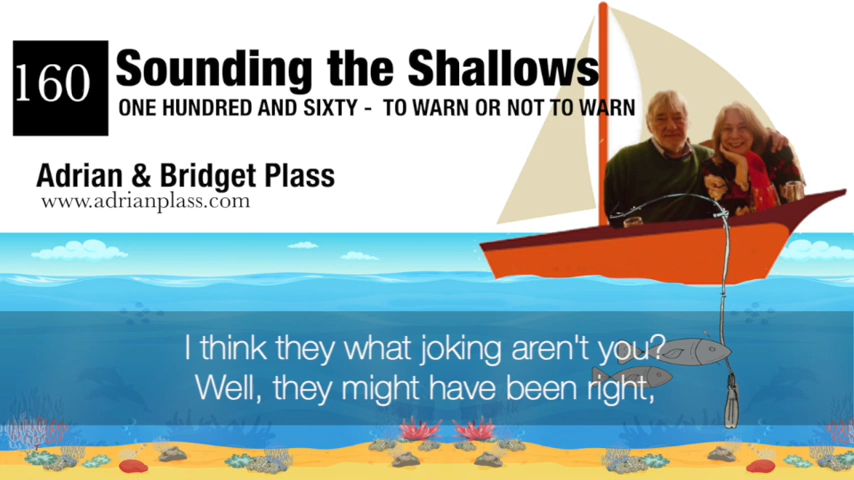 160
Sounding the Shallows
ONE HUNDRED AND SIXTY - TO WARN OR NOT TO WARN
Adrian & Bridget Plass
www.adrianplass.com
I think they what joking aren't you?
Well, they might have been right,